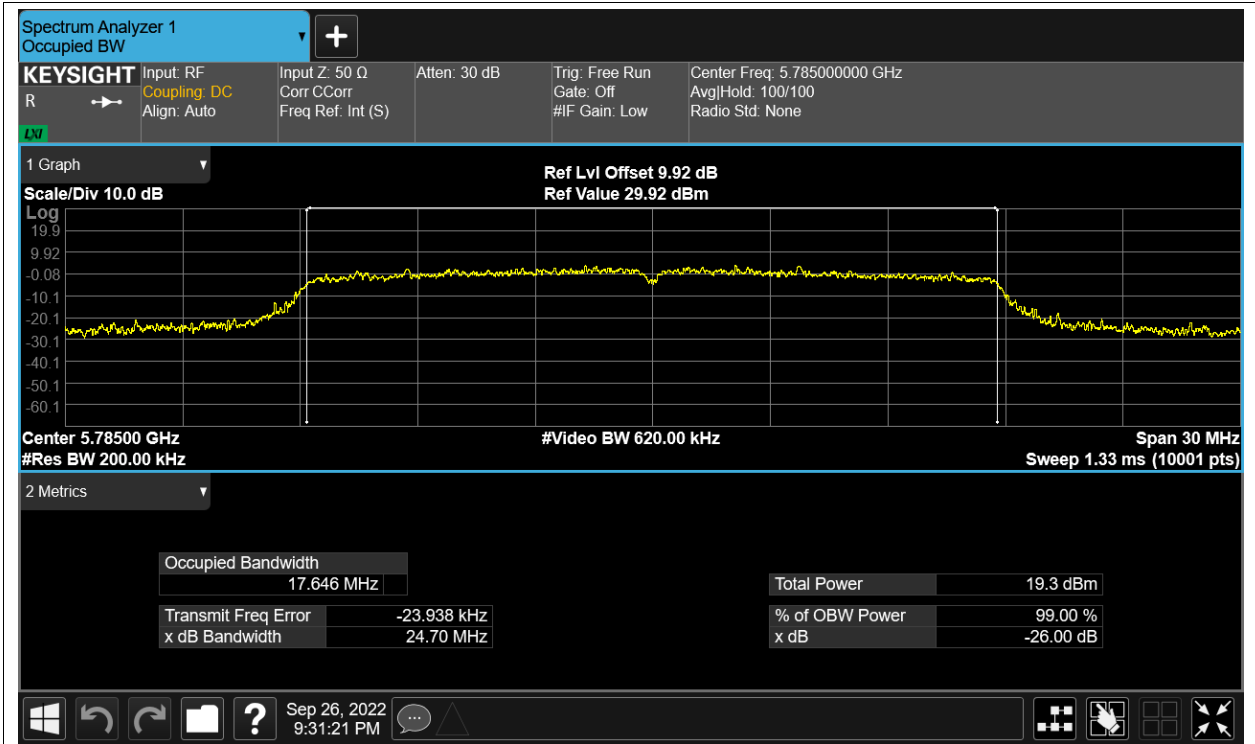 Spectrum Analyzer 1
Occupied BW
KEYSIGHT
R
LXI
Input: RF
Coupling: DC
Align: Auto
Input Z: 50 Ω
Corr CCorr
Freq Ref: Int (S)
Atten: 30 dB
Trig: Free Run
Gate: Off
#IF Gain: Low
Center Freq: 5.785000000 GHz
Avg|Hold: 100/100
Radio Std: None
1 Graph
Scale/Div 10.0 dB
Ref Lvl Offset 9.92 dB
Ref Value 29.92 dBm
Log
19.9
9.92
-0.08
-10.1
-20.1
-30.1
-40.1
-50.1
-60.1
Center 5.78500 GHz
#Res BW 200.00 kHz
#Video BW 620.00 kHz
Span 30 MHz
Sweep 1.33 ms (10001 pts)
2 Metrics
Occupied Bandwidth
17.646 MHz
Transmit Freq Error -23.938 kHz
x dB Bandwidth 24.70 MHz
Total Power 19.3 dBm
% of OBW Power 99.00 %
x dB -26.00 dB
?
Sep 26, 2022
9:31:21 PM